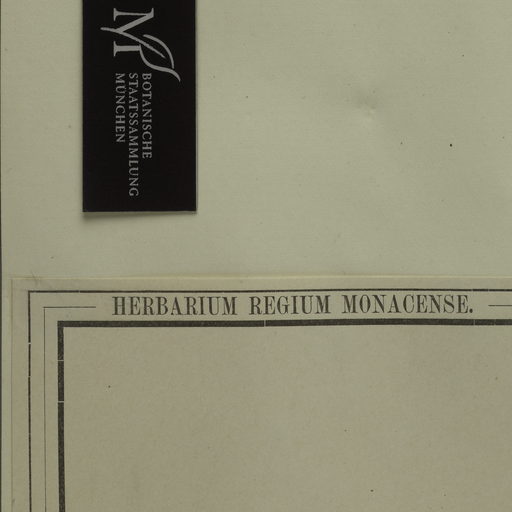 M
BOTANISCHE
STAATSSAMMLUNG
MÜNCHEN
HERBARIUM REGIUM MONACENSE.